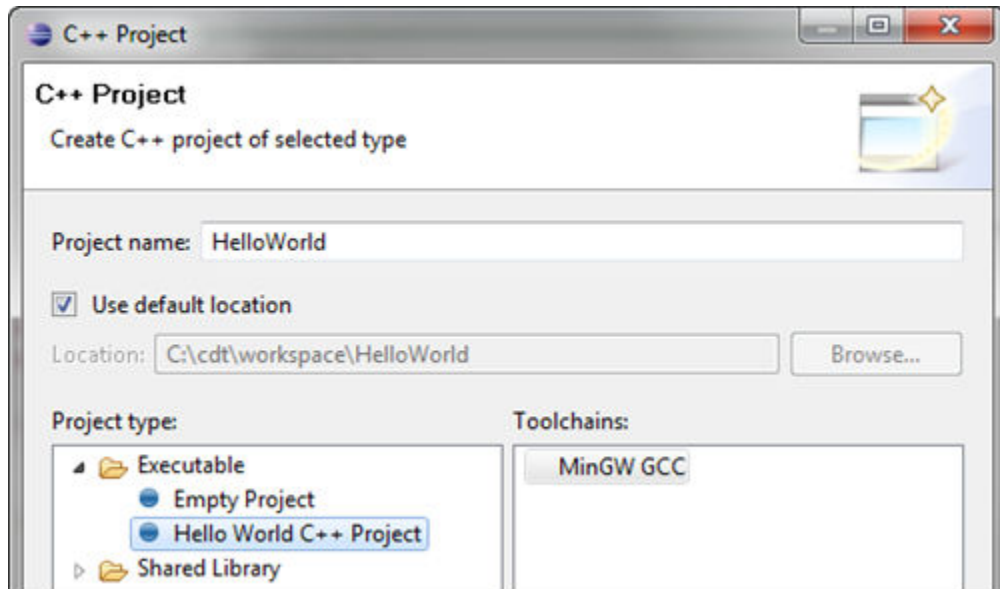 C++ Project
C++ Project
Create C++ project of selected type
Project name: HelloWorld
Use default location
Location: C:\cdt\workspace\HelloWorld Browse...
Project type: Toolchains:
Executable MinGW GCC
Empty Project
Hello World C++ Project
Shared Library